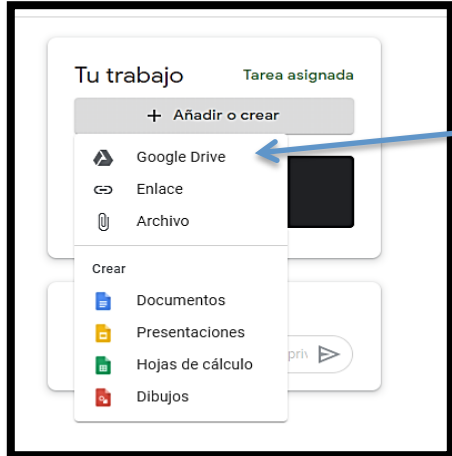 Tu trabajo Tarea asignada
+ Añadir o crear
Google Drive
Enlace
Archivo
Crear
Documentos
Presentaciones
Hojas de cálculo
Dibujos